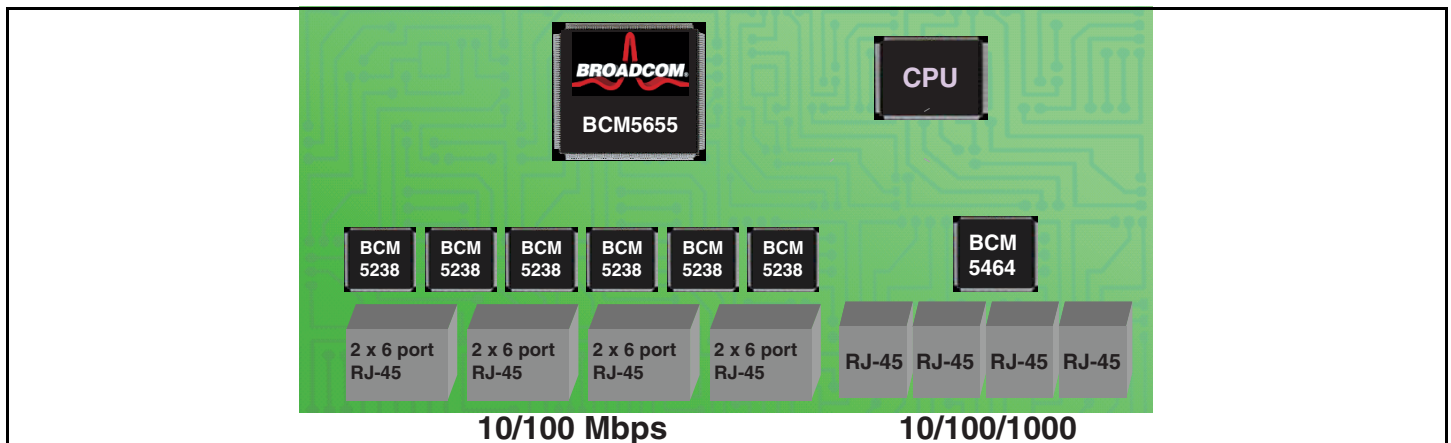 BROADCOM®
BCM5655
CPU
BCM
5238
BCM
5238
BCM
5238
BCM
5238
BCM
5238
BCM
5238
BCM
5464
2 x 6 port
RJ-45
2 x 6 port
RJ-45
2 x 6 port
RJ-45
2 x 6 port
RJ-45
RJ-45
RJ-45
RJ-45
RJ-45
10/100 Mbps
10/100/1000